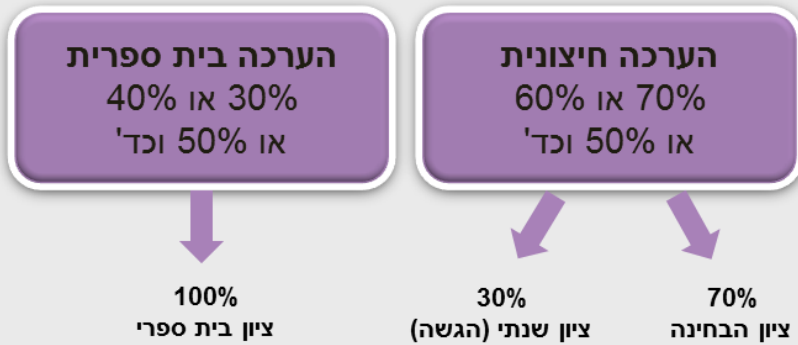 הערכה חיצונית
70% או 60%
או 50% וכד'
הערכה בית ספרית
30% או 40%
או 50% וכד'
70%
ציון הבחינה
30%
ציון שנתי (הגשה)
100%
ציון בית ספרי